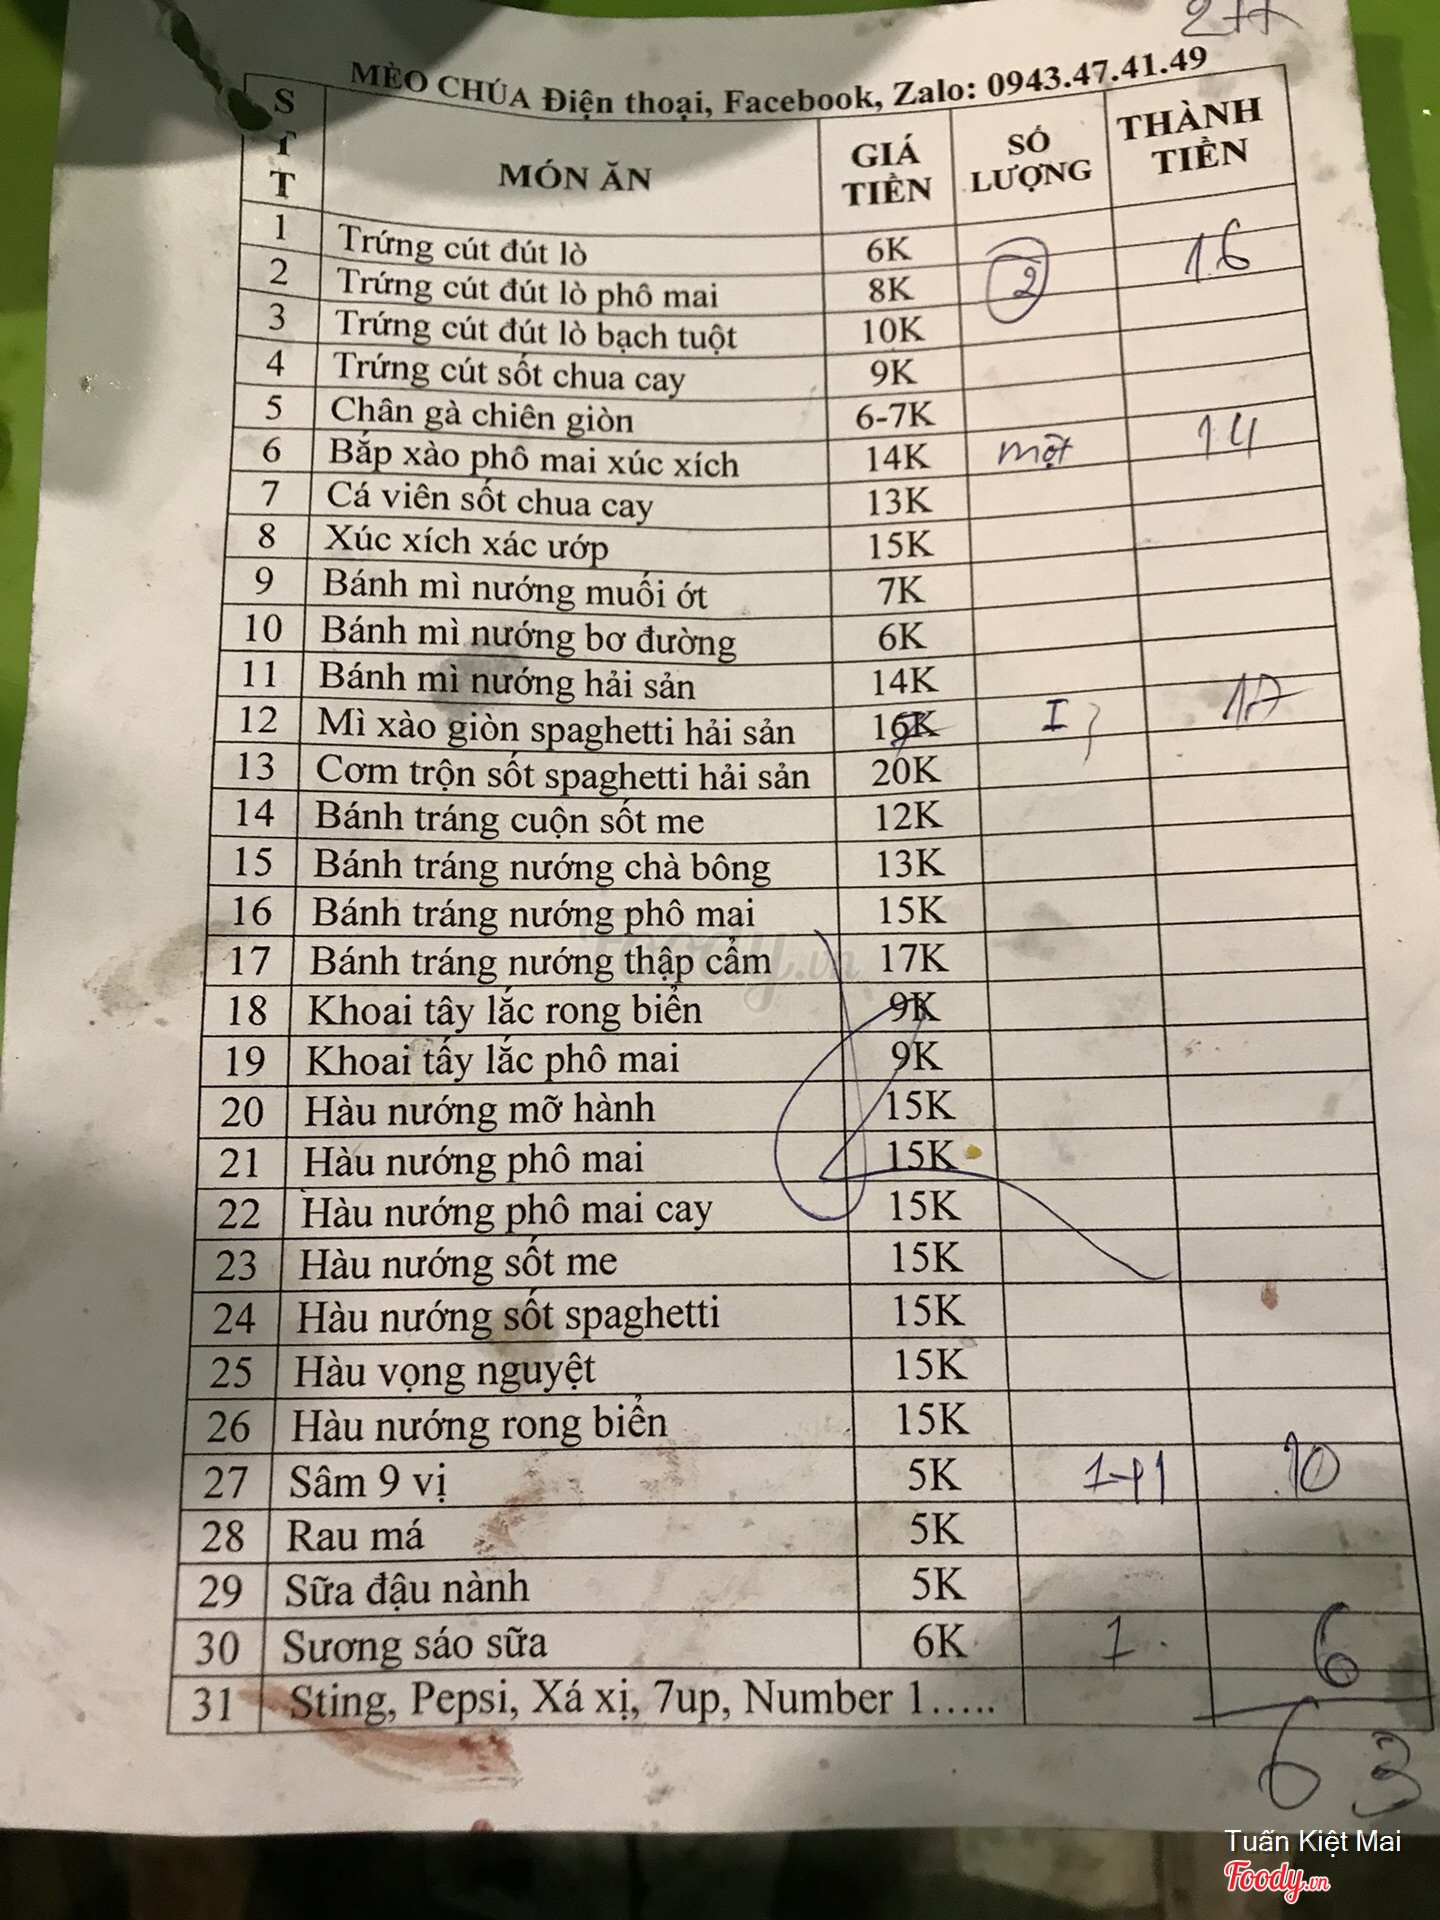 277
MÈO CHÚA Điện thoại, Facebook, Zalo: 0943.47.41.49
STT MÓN ĂN GIÁ TIỀN SỐ LƯỢNG THÀNH TIỀN
1 Trứng cút đút lò 6K
2 Trứng cút đút lò phô mai 8K 2 16
3 Trứng cút đút lò bạch tuột 10K
4 Trứng cút sốt chua cay 9K
5 Chân gà chiên giòn 6-7K
6 Bắp xào phô mai xúc xích 14K một 14
7 Cá viên sốt chua cay 13K
8 Xúc xích xác ướp 15K
9 Bánh mì nướng muối ớt 7K
10 Bánh mì nướng bơ đường 6K
11 Bánh mì nướng hải sản 14K
12 Mì xào giòn spaghetti hải sản 16K I 17
13 Cơm trộn sốt spaghetti hải sản 20K
14 Bánh tráng cuộn sốt me 12K
15 Bánh tráng nướng chà bông 13K
16 Bánh tráng nướng phô mai 15K
17 Bánh tráng nướng thập cẩm 17K
18 Khoai tây lắc rong biển 9K
19 Khoai tấy lắc phô mai 9K
20 Hàu nướng mỡ hành 15K
21 Hàu nướng phô mai 15K
22 Hàu nướng phô mai cay 15K
23 Hàu nướng sốt me 15K
24 Hàu nướng sốt spaghetti 15K
25 Hàu vọng nguyệt 15K
26 Hàu nướng rong biển 15K
27 Sâm 9 vị 5K 1+1 10
28 Rau má 5K
29 Sữa đậu nành 5K
30 Sương sáo sữa 6K 1 6
31 Sting, Pepsi, Xá xị, 7up, Number 1…..
63
Foody.vn
Tuấn Kiệt Mai
Foody.vn